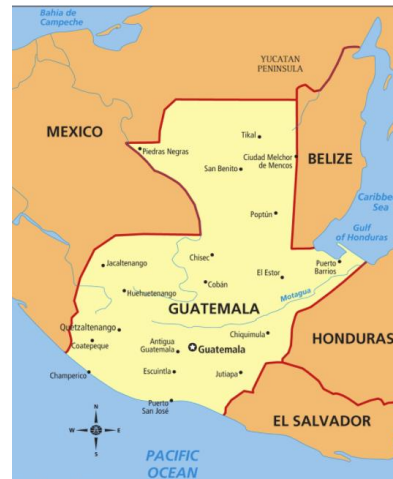 Bahía de
Campeche
YUCATAN
PENINSULA
MEXICO
Tikal
Piedras Negras
Ciudad Melchor
de Mencos
BELIZE
San Benito
Caribbe
Sea
Poptún
Gulf
of Honduras
Chisec
Puerto
Barrios
Jacaltenango
El Estor
Cobán
Huehuetenango
Motagua
GUATEMALA
Quetzaltenango
Chiquimula
HONDURAS
Coatepeque
Antigua
Guatemala
Guatemala
Champerico
Escuintla
Jutiapa
Puerto
San José
N
W
E
S
EL SALVADOR
PACIFIC
OCEAN